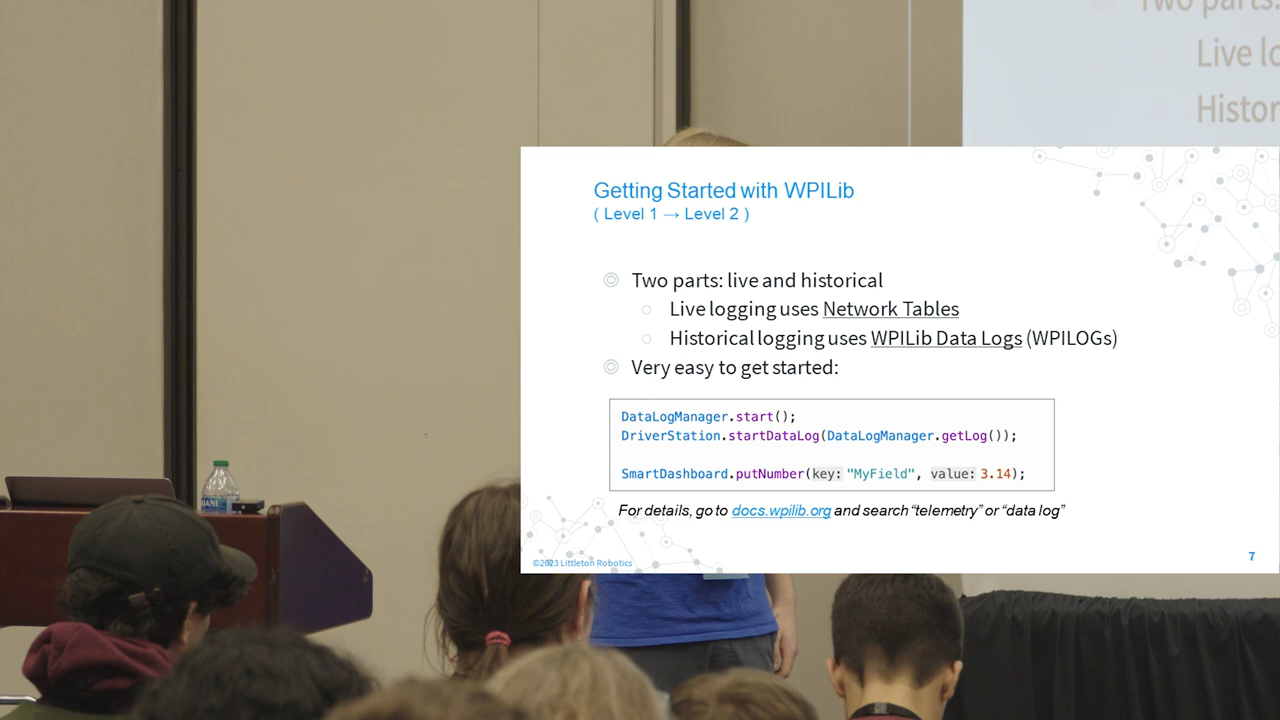 Two parts:
Live lo
Histor
Getting Started with WPILib
( Level 1 → Level 2 )
Two parts: live and historical
Live logging uses Network Tables
Historical logging uses WPILib Data Logs (WPILOGs)
Very easy to get started:
DataLogManager.start();
DriverStation.startDataLog(DataLogManager.getLog());
SmartDashboard.putNumber(key: "MyField", value: 3.14);
For details, go to docs.wpilib.org and search “telemetry” or “data log”
©2023 Littleton Robotics
7